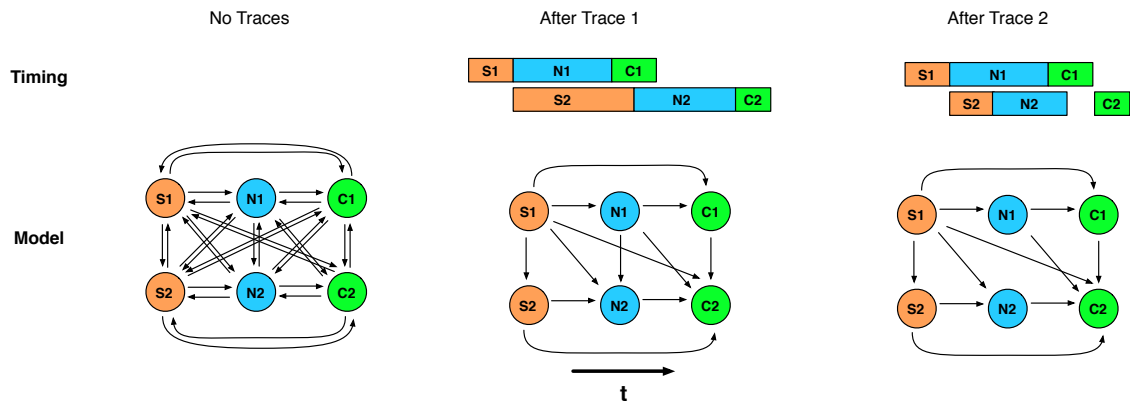 No Traces
After Trace 1
After Trace 2
Timing
S1 N1 C1
S2 N2 C2
S1 N1 C1
S2 N2 C2
Model
S1 N1 C1
S2 N2 C2
S1 N1 C1
S2 N2 C2
t
S1 N1 C1
S2 N2 C2